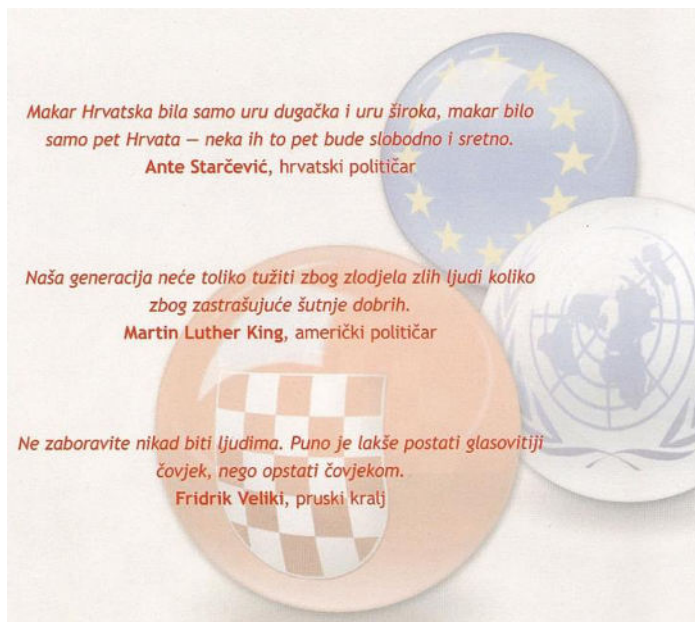 Makar Hrvatska bila samo uru dugačka i uru široka, makar bilo
samo pet Hrvata — neka ih to pet bude slobodno i sretno.
Ante Starčević, hrvatski političar
Naša generacija neće toliko tužiti zbog zlodjela zlih ljudi koliko
zbog zastrašujuće šutnje dobrih.
Martin Luther King, američki političar
Ne zaboravite nikad biti ljudima. Puno je lakše postati glasovitiji
čovjek, nego opstati čovjekom.
Fridrik Veliki, pruski kralj